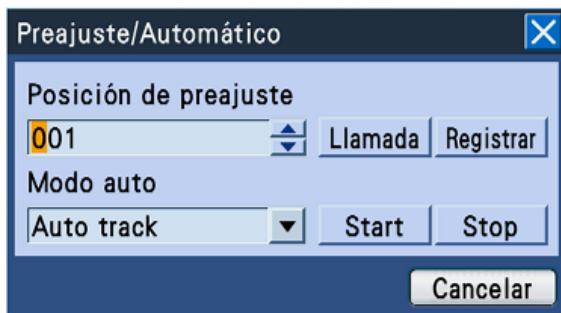 Preajuste/Automático
Posición de preajuste
001 Llamada Registrar
Modo auto
Auto track Start Stop
Cancelar